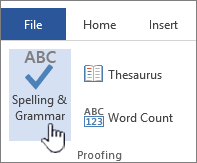 File Home Insert
ABC
Spelling &
Grammar
Thesaurus
ABC
123
Word Count
Proofing